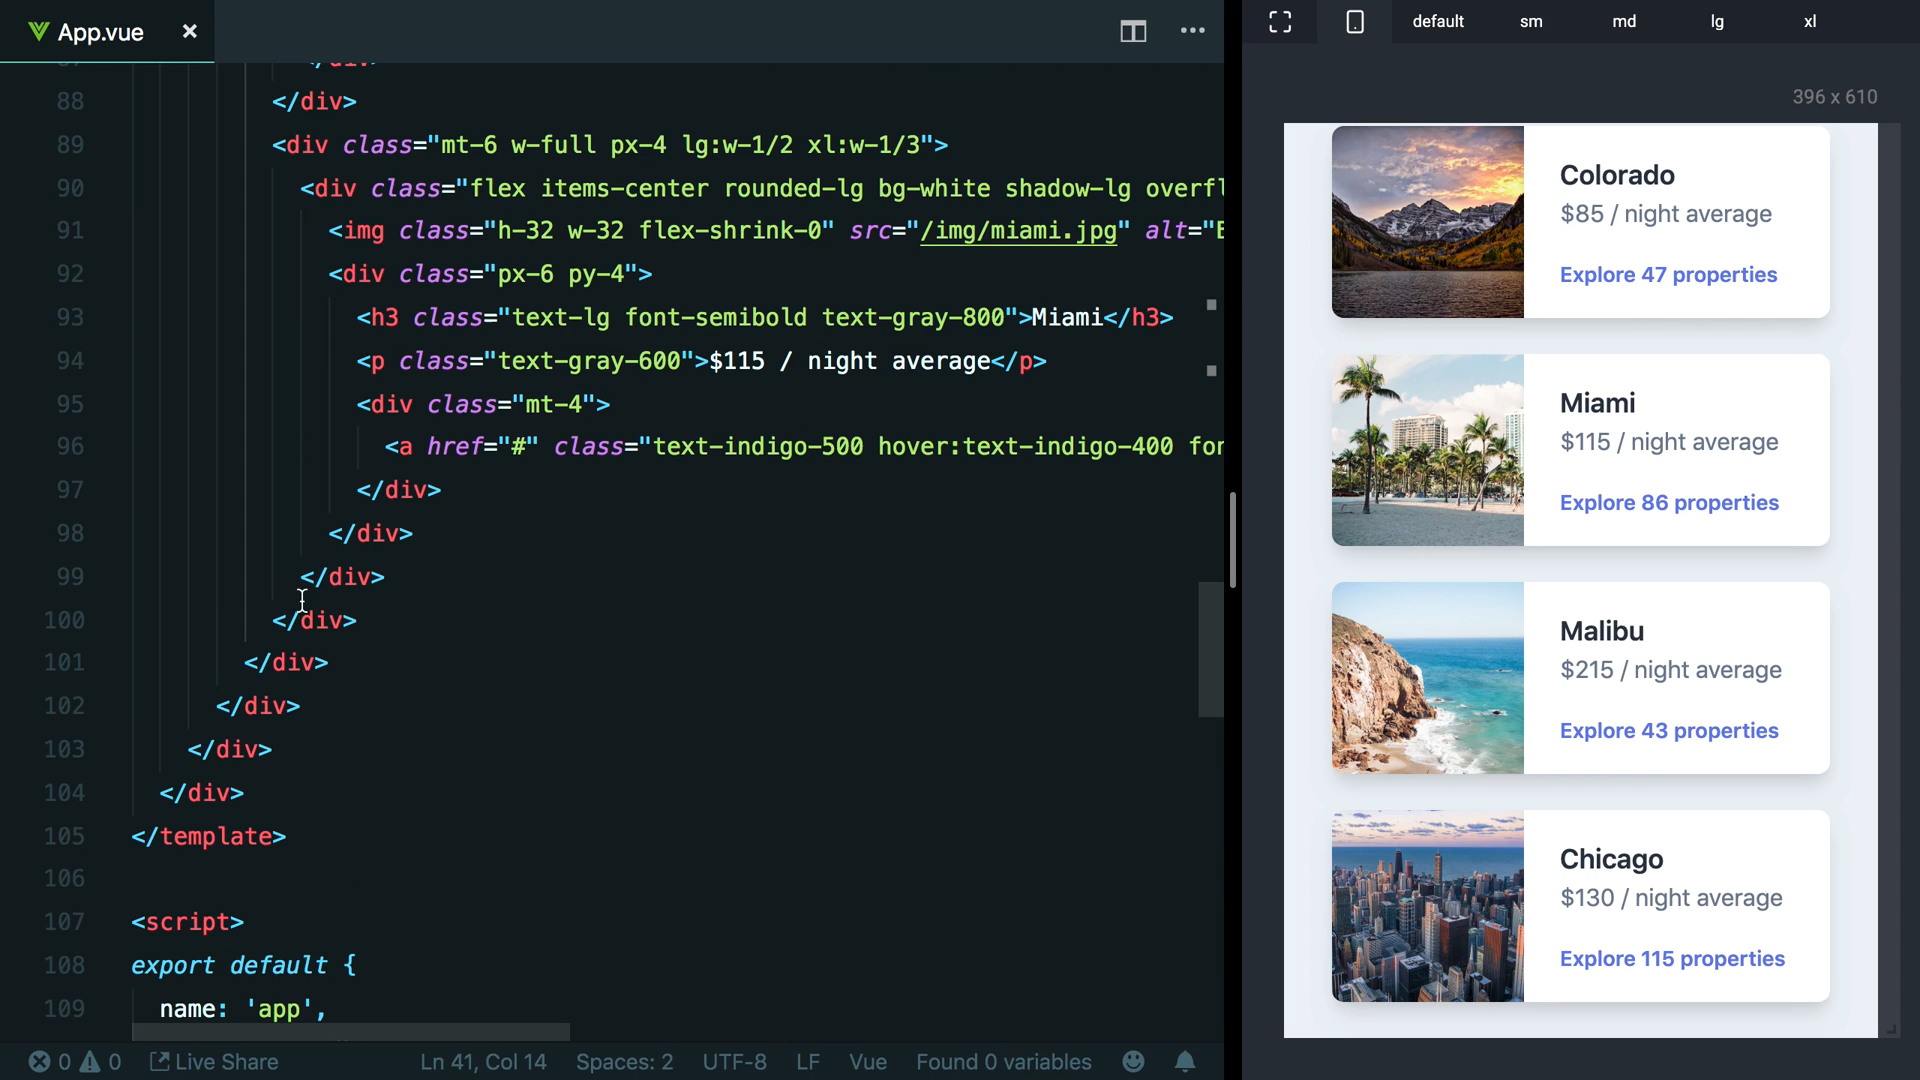 App.vue ×
default sm md lg xl
396 x 610
88 </div>
89 <div class="mt-6 w-full px-4 lg:w-1/2 xl:w-1/3">
90 <div class="flex items-center rounded-lg bg-white shadow-lg overfl
91 <img class="h-32 w-32 flex-shrink-0" src="/img/miami.jpg" alt="
92 <div class="px-6 py-4">
93 <h3 class="text-lg font-semibold text-gray-800">Miami</h3>
94 <p class="text-gray-600">$115 / night average</p>
95 <div class="mt-4">
96 <a href="#" class="text-indigo-500 hover:text-indigo-400 for
97 </div>
98 </div>
99 </div>
100 </div>
101 </div>
102 </div>
103 </div>
104 </div>
105 </template>
106
107 <script>
108 export default {
109 name: 'app',
Colorado
$85 / night average
Explore 47 properties
Miami
$115 / night average
Explore 86 properties
Malibu
$215 / night average
Explore 43 properties
Chicago
$130 / night average
Explore 115 properties
0 0 Live Share Ln 41, Col 14 Spaces: 2 UTF-8 LF Vue Found 0 variables